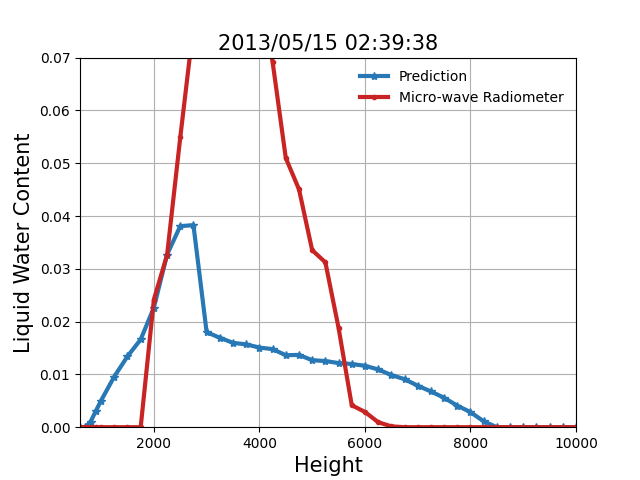 2013/05/15 02:39:38
0.07
0.06
0.05
0.04
0.03
0.02
0.01
0.00
Liquid Water Content
Prediction
Micro-wave Radiometer
2000 4000 6000 8000 10000
Height